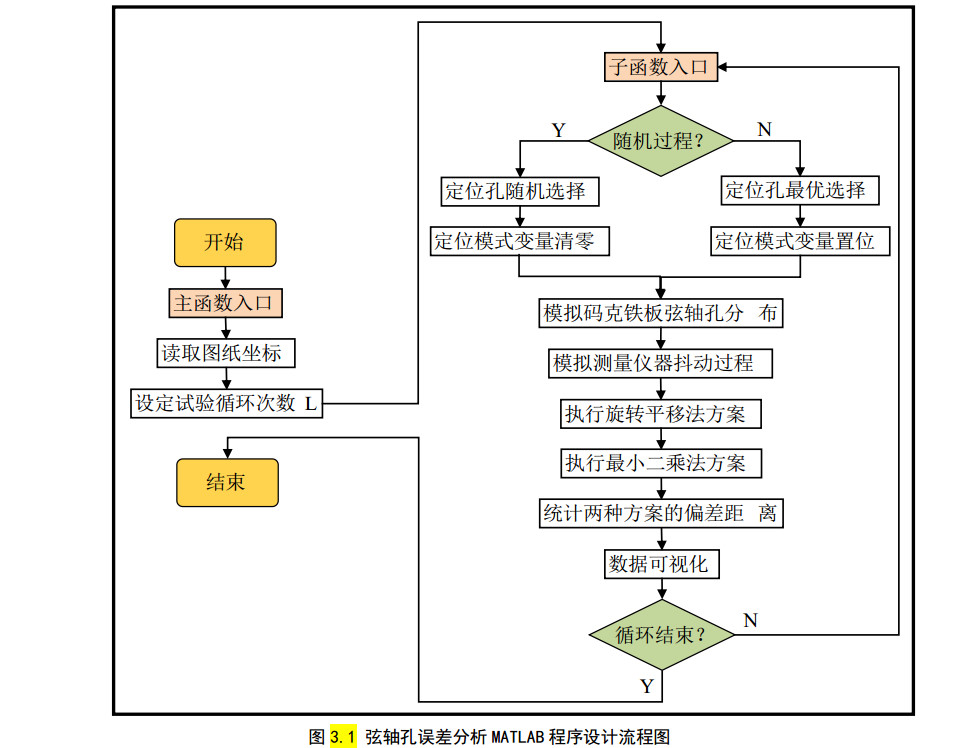 开始
主函数入口
读取图纸坐标
设定试验循环次数 L
子函数入口
随机过程?
Y
N
定位孔随机选择
定位孔最优选择
定位模式变量清零
定位模式变量置位
模拟码克铁板弦轴孔分 布
模拟测量仪器抖动过程
执行旋转平移法方案
执行最小二乘法方案
统计两种方案的偏差距 离
数据可视化
循环结束?
N
Y
结束
图 3.1 弦轴孔误差分析 MATLAB 程序设计流程图